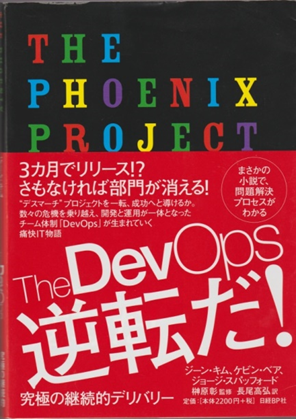 THE
PHOENIX
PROJECT
3カ月でリリース!?
さもなければ部門が消える!
“デスマーチ”プロジェクトを一転、成功へと導けるか。
数々の危機を乗り越え、開発と運用が一体となった
チーム体制「DevOps」が生まれていく
痛快IT物語
まさかの
小説で、
問題解決
プロセスが
わかる
The DevOps
逆転だ!
究極の継続的デリバリー
ジーン・キム、ケビン・ベア、
ジョージ・スパッフォード 著
榊原彰 監修 長尾高弘 訳
定価:[本体2200円+税] 日経BP社